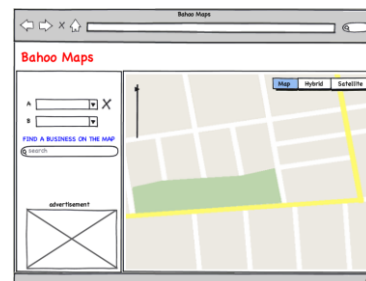 Bahoo Maps
Bahoo Maps
Map Hybrid Satellite
A
B
FIND A BUSINESS ON THE MAP
search
advertisement